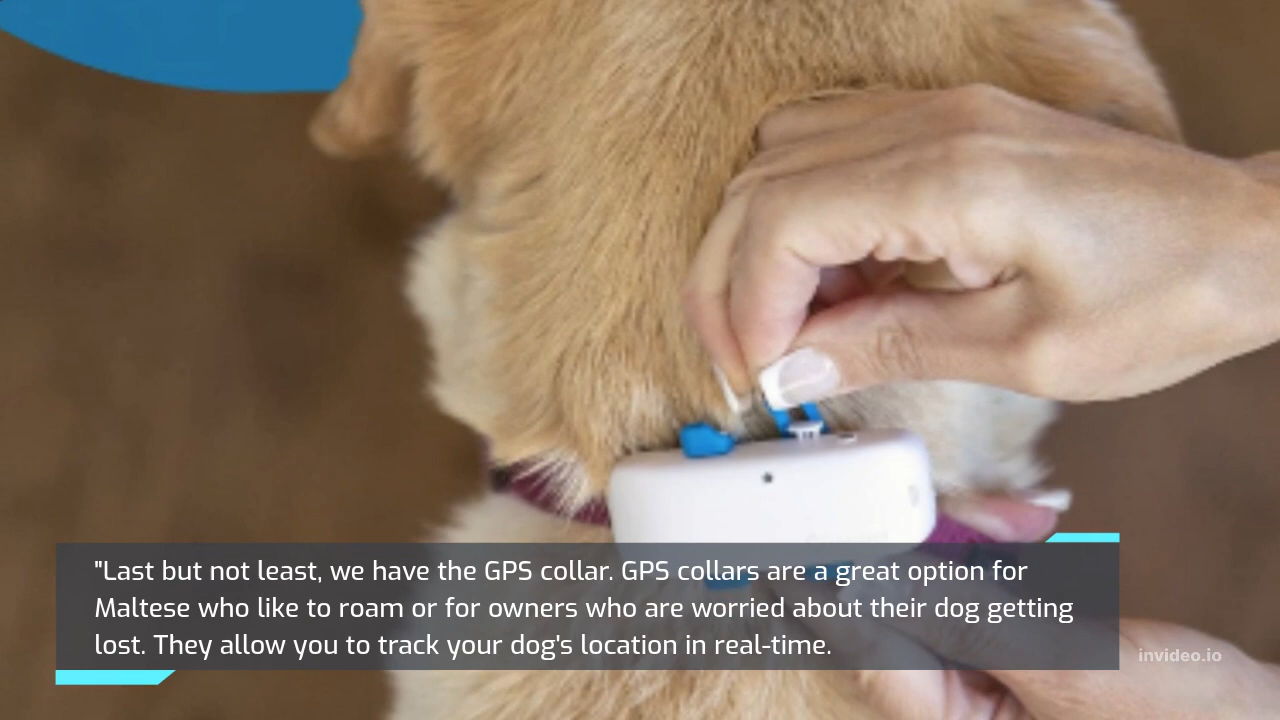 "Last but not least, we have the GPS collar. GPS collars are a great option for
Maltese who like to roam or for owners who are worried about their dog getting
lost. They allow you to track your dog's location in real-time.
invideo.io